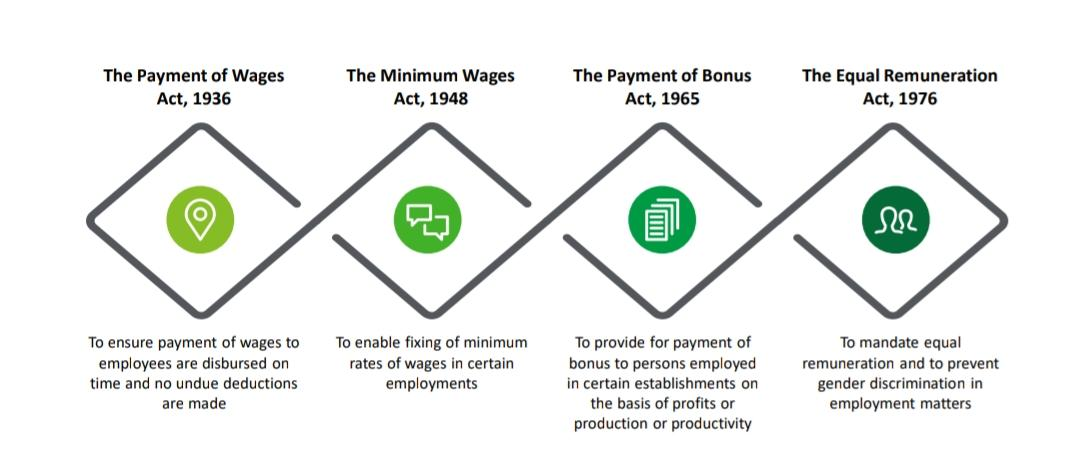 The Payment of Wages
Act, 1936
The Minimum Wages
Act, 1948
The Payment of Bonus
Act, 1965
The Equal Remuneration
Act, 1976
To ensure payment of wages to
employees are disbursed on
time and no undue deductions
are made
To enable fixing of minimum
rates of wages in certain
employments
To provide for payment of
bonus to persons employed
in certain establishments on
the basis of profits or
production or productivity
To mandate equal
remuneration and to prevent
gender discrimination in
employment matters